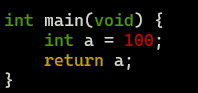 int main(void) {
    int a = 100;
    return a;
}